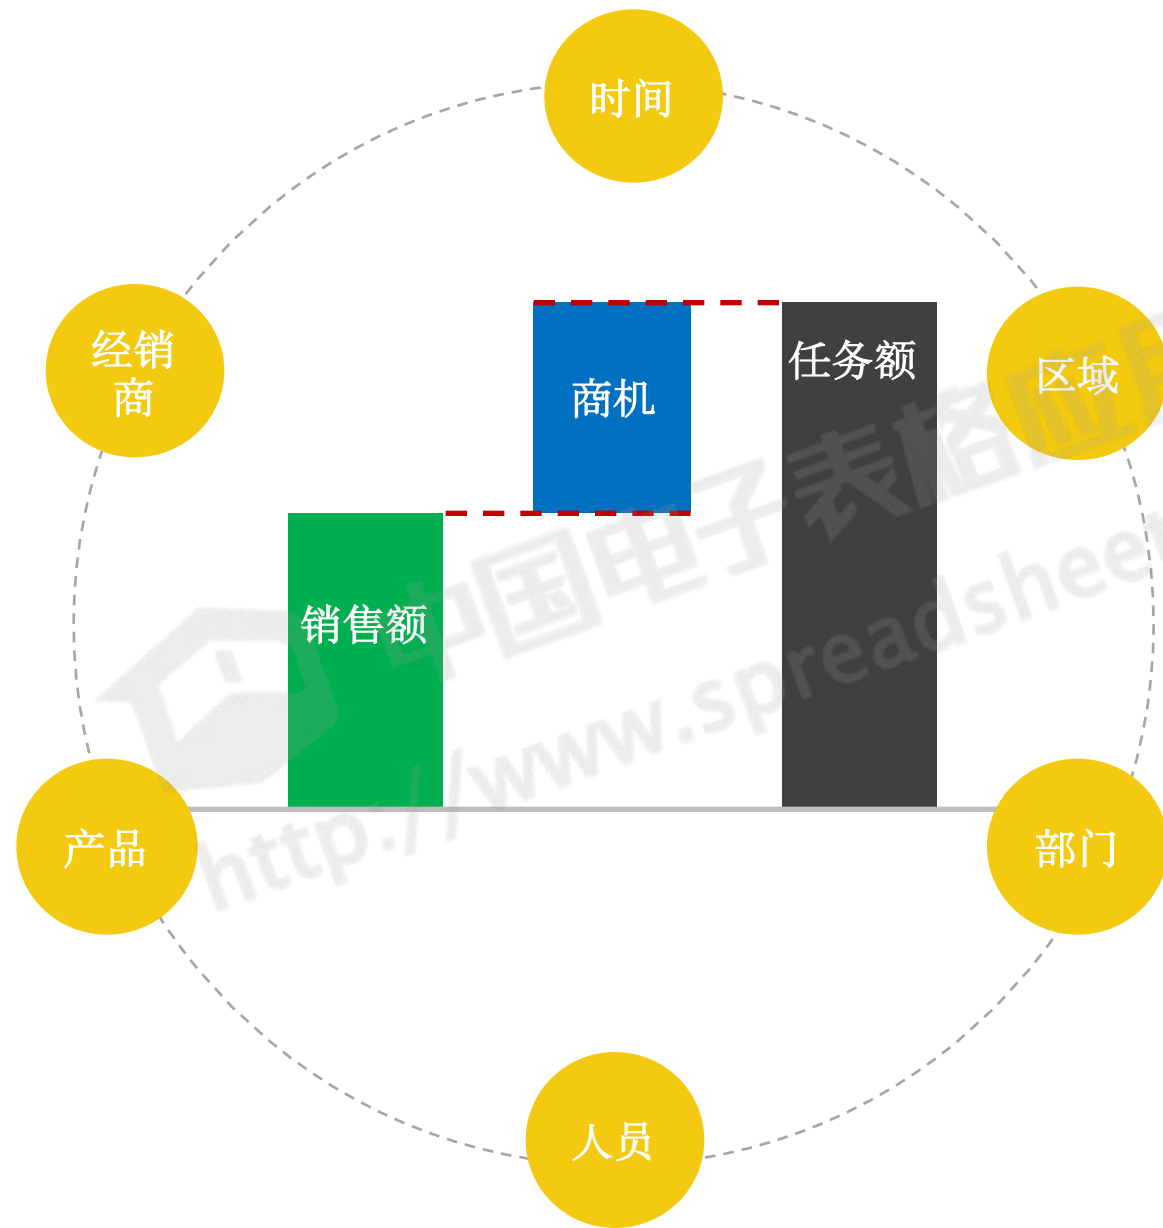 时间
经销
商
区域
商机
任务额
销售额
产品
部门
人员
中国电子表格应用
http://www.spreadsheet